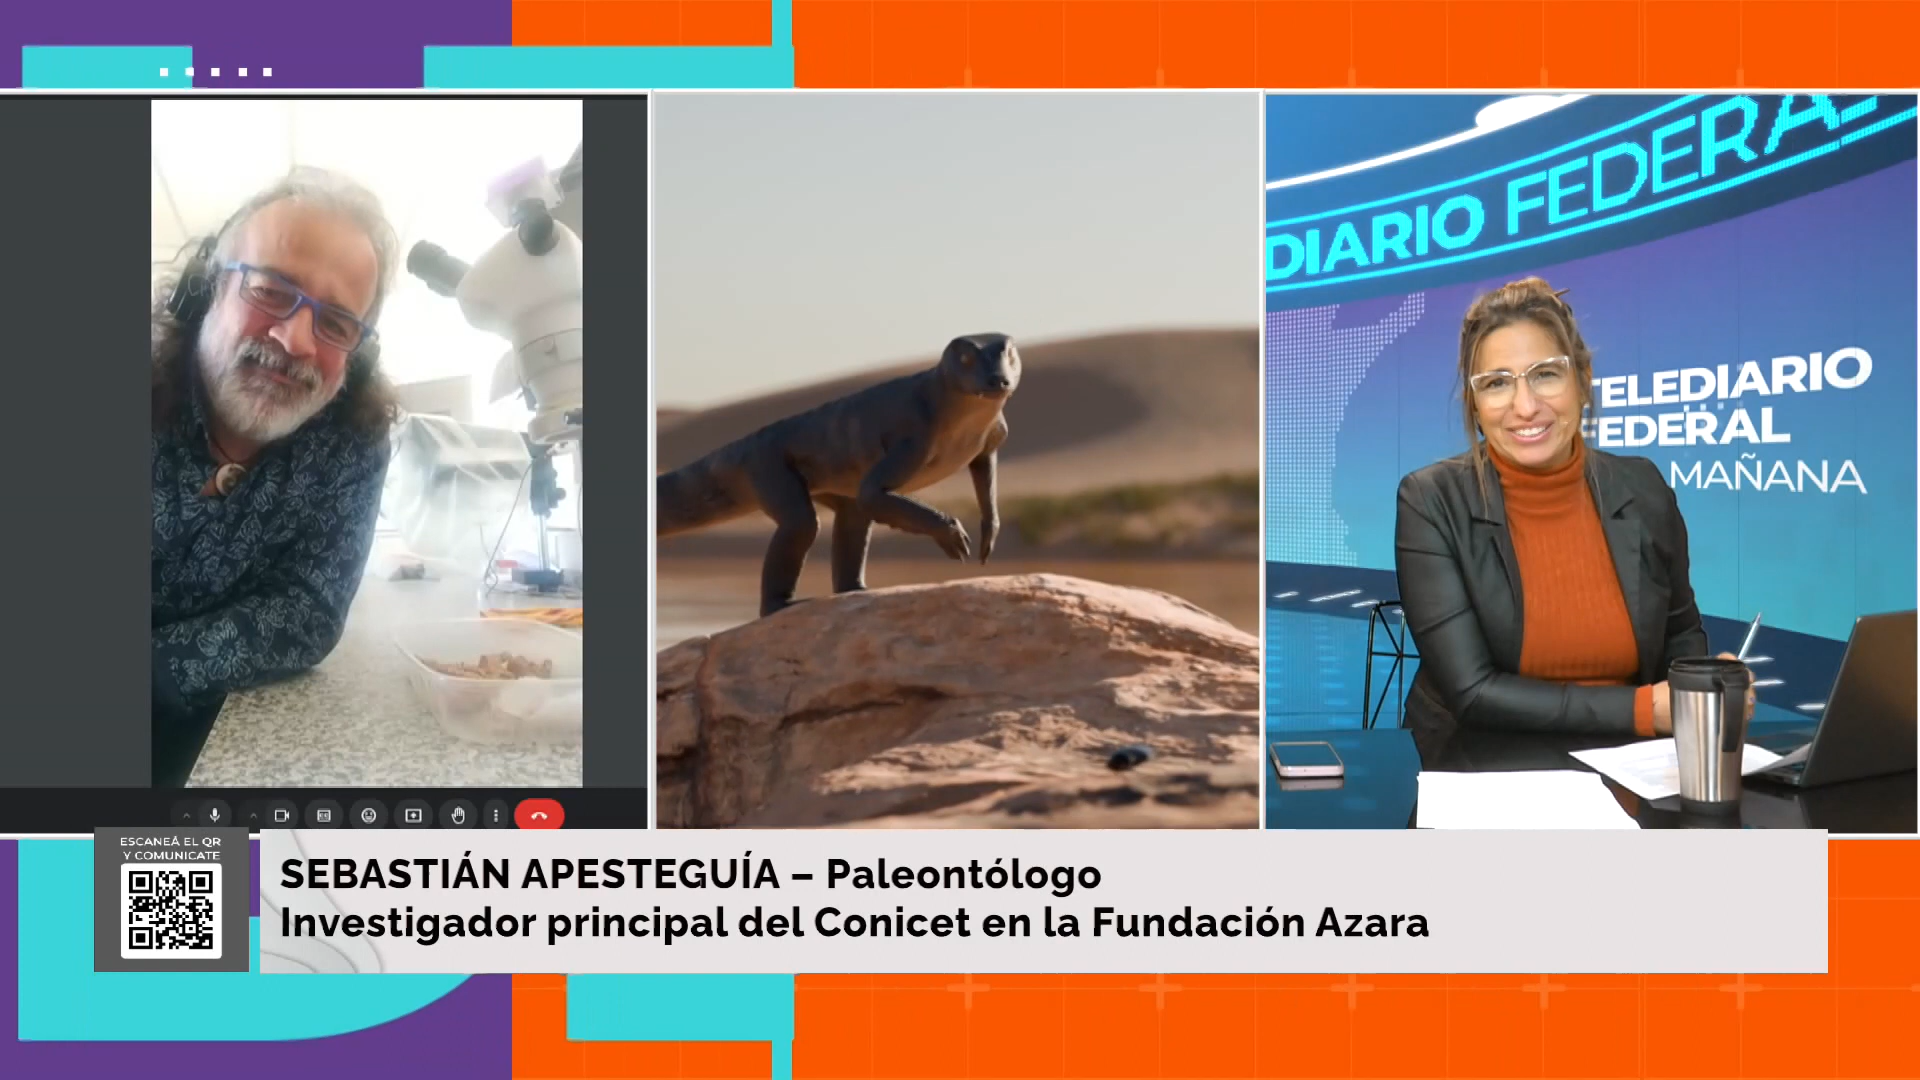 DIARIO FEDERAL
TELEDIARIO
FEDERAL
MAÑANA
ESCANEÁ EL QR
Y COMUNICATE
SEBASTIÁN APESTEGUÍA – Paleontólogo
Investigador principal del Conicet en la Fundación Azara